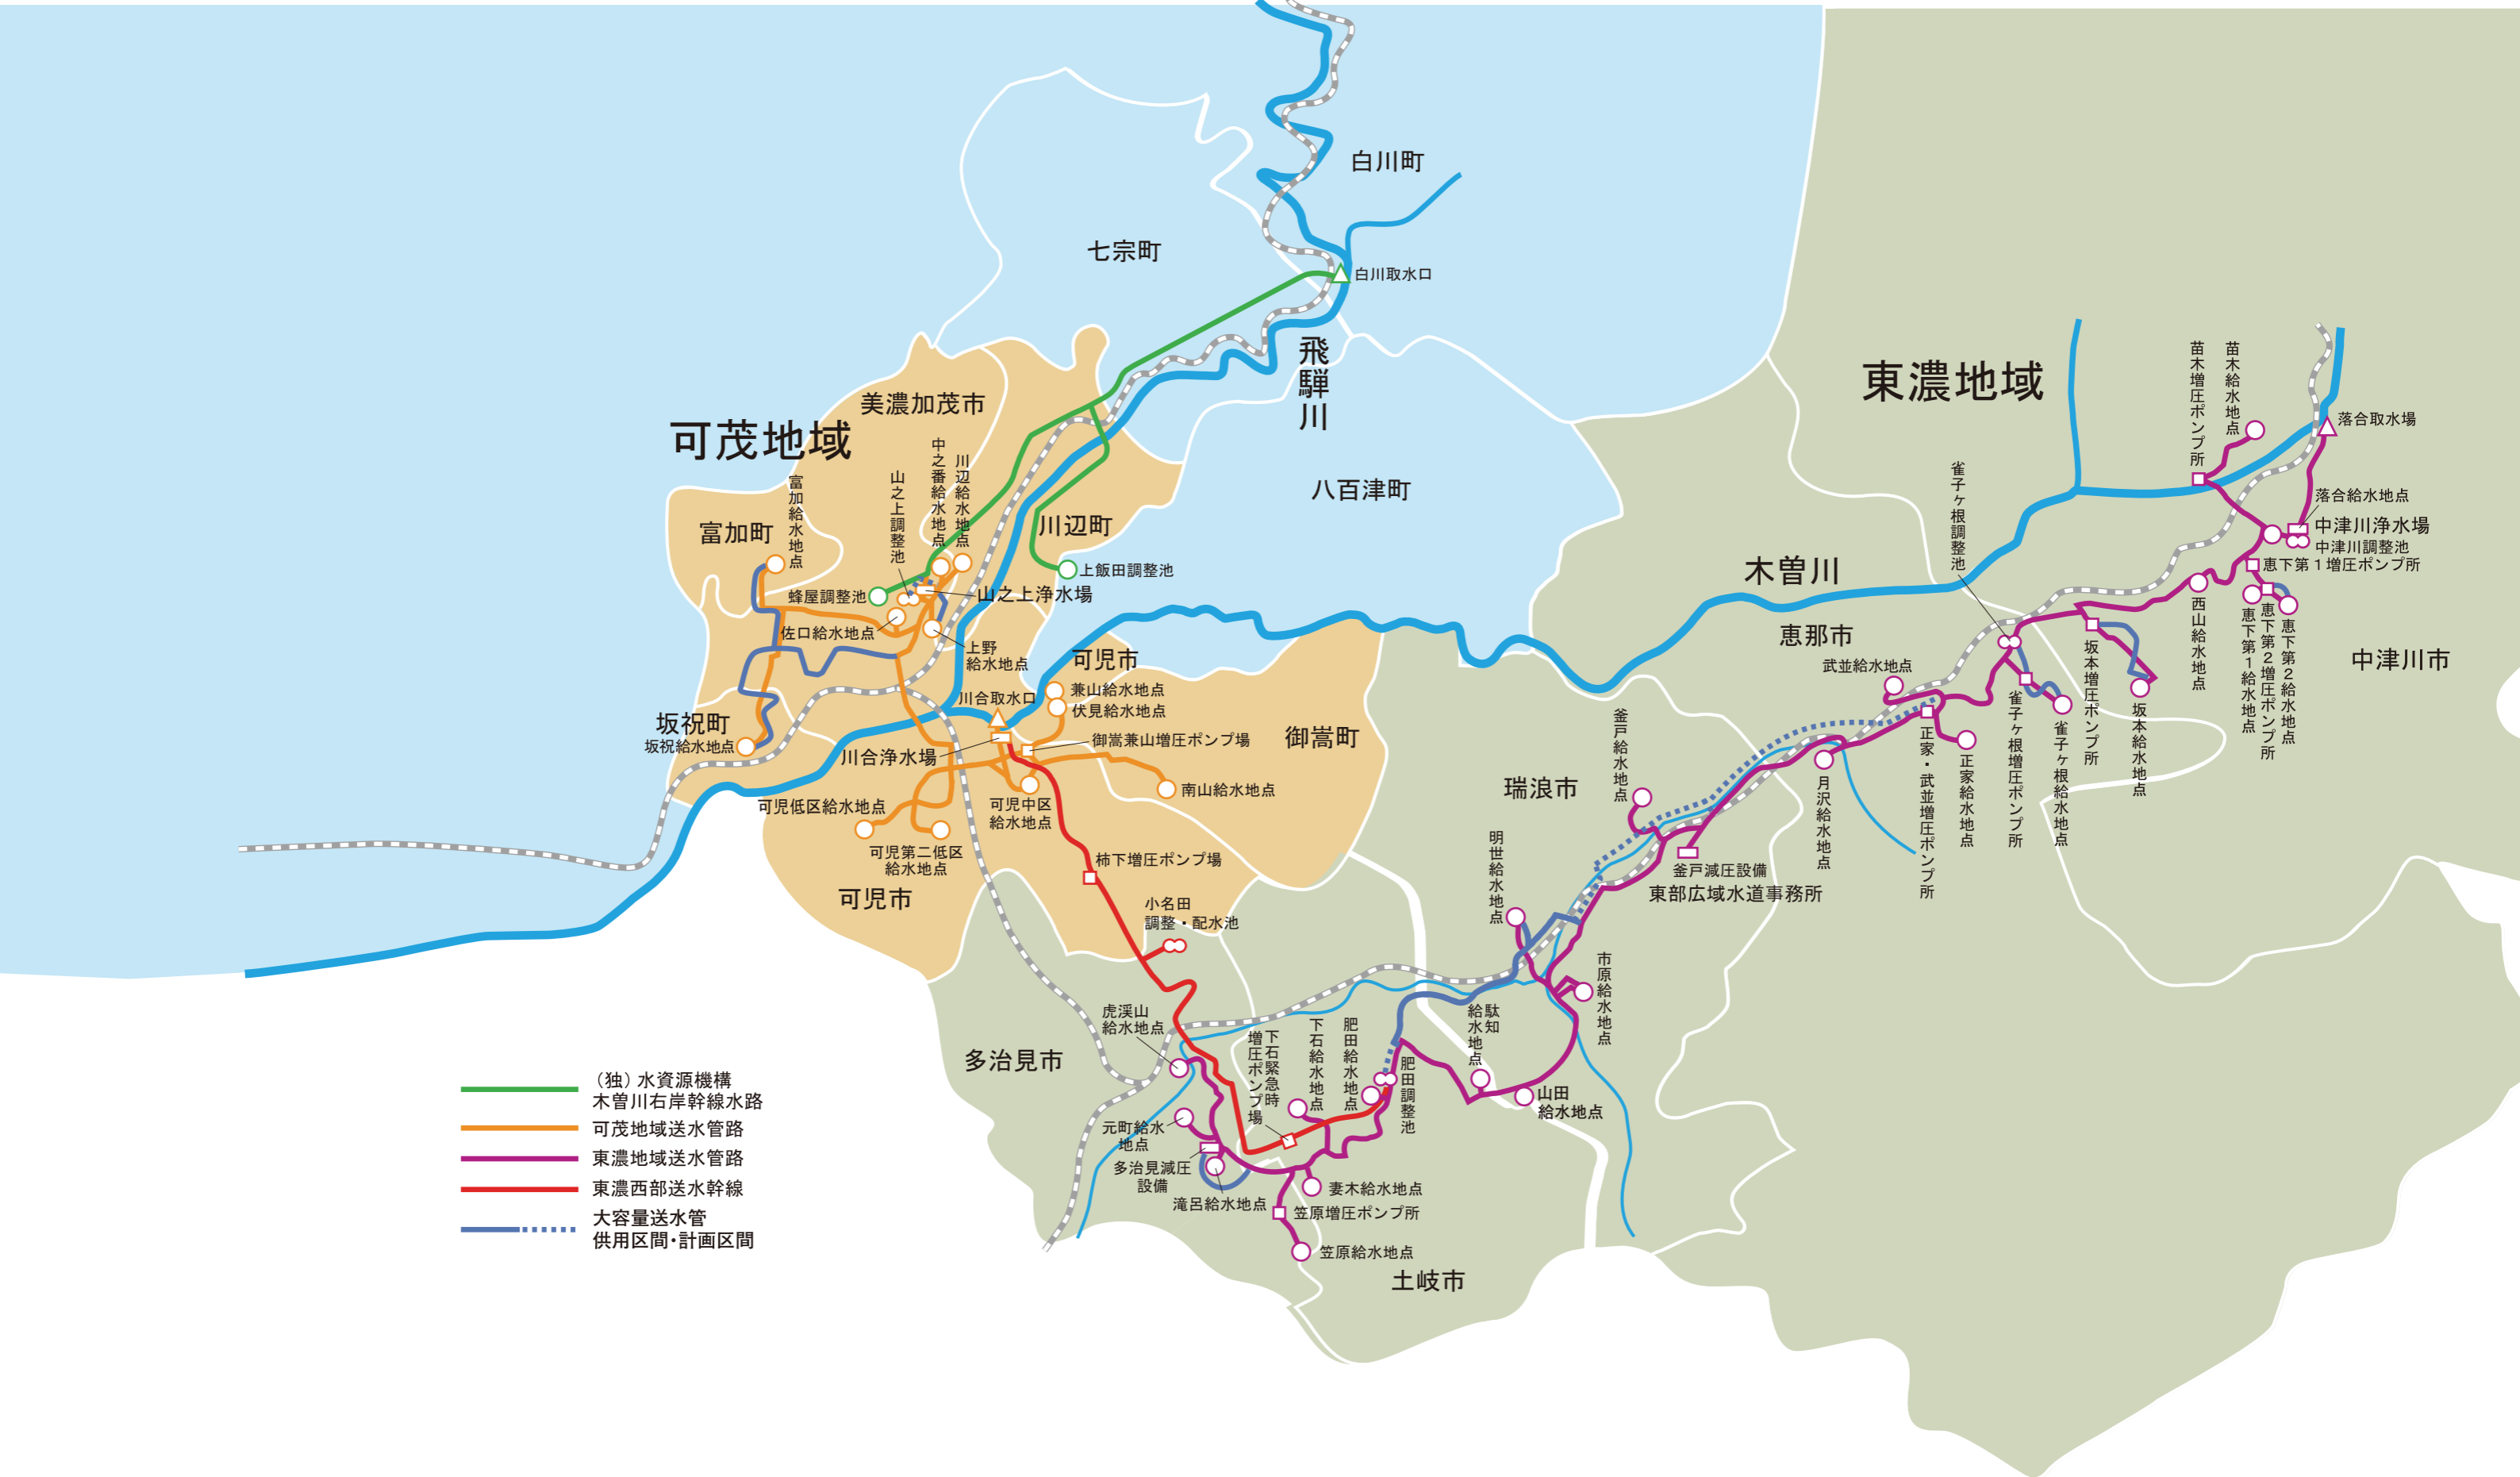 白川町
七宗町
白川取水口
飛騨川
東濃地域
可茂地域
美濃加茂市
富加町
富加給水地点
山之上調整池
中之番給水地点
川辺給水地点
川辺町
上飯田調整池
蜂屋調整池
山之上浄水場
佐口給水地点
上野
給水地点
八百津町
木曽川
可児市
川合取水口
兼山給水地点
伏見給水地点
御嵩兼山増圧ポンプ場
御嵩町
坂祝町
坂祝給水地点
川合浄水場
可児低区給水地点
可児中区
給水地点
南山給水地点
可児第二低区
給水地点
可児市
柿下増圧ポンプ場
小名田
調整・配水池
苗木増圧ポンプ所
苗木給水地点
落合取水場
落合給水地点
中津川浄水場
中津川調整池
恵下第1増圧ポンプ所
雀子ヶ根調整池
西山給水地点
恵下第1給水地点
恵下第2増圧ポンプ所
恵下第2給水地点
中津川市
恵那市
武並給水地点
坂本増圧ポンプ所
坂本給水地点
雀子ヶ根増圧ポンプ所
雀子ヶ根給水地点
正家・武並増圧ポンプ所
正家給水地点
月沢給水地点
瑞浪市
釜戸給水地点
釜戸減圧設備
東部広域水道事務所
明世給水地点
市原給水地点
駄知
給水地点
山田
給水地点
肥田調整池
肥田給水地点
下石給水地点
下石緊急時
増圧ポンプ場
虎渓山
給水地点
多治見市
元町給水
地点
多治見減圧
設備
滝呂給水地点
妻木給水地点
笠原増圧ポンプ所
笠原給水地点
土岐市
(独)水資源機構
木曽川右岸幹線水路
可茂地域送水管路
東濃地域送水管路
東濃西部送水幹線
大容量送水管
供用区間・計画区間